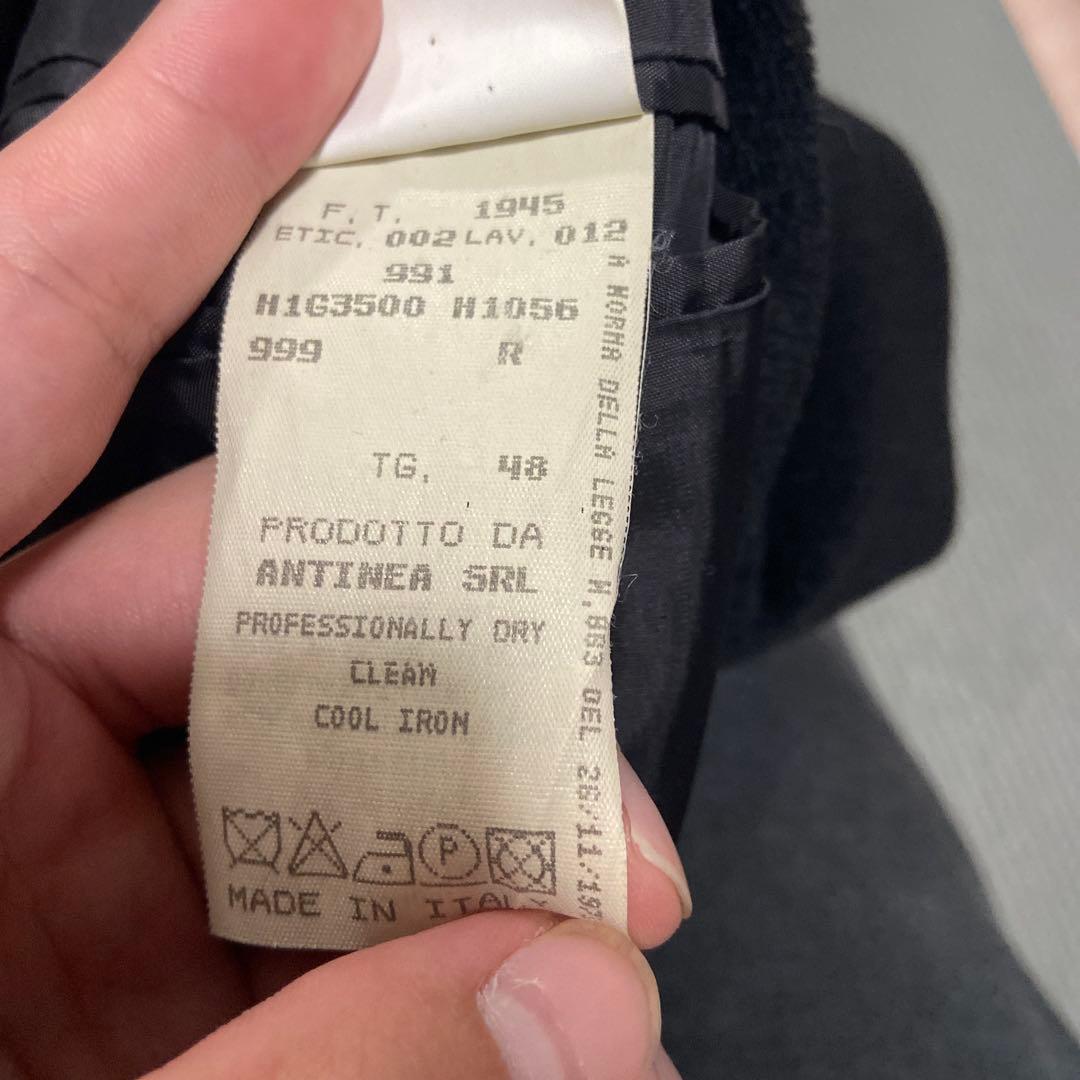 F. T. 1945
ETIC. 002 LAV. 012
991
H1G3500 H1056
999 R
TG. 48
PRODOTTO DA
ANTINEA SRL
PROFESSIONALLY DRY
CLEAN
COOL IRON
P
MADE IN ITALY
A NORMA DELLA LEGGE N.883 DEL 26/11/197